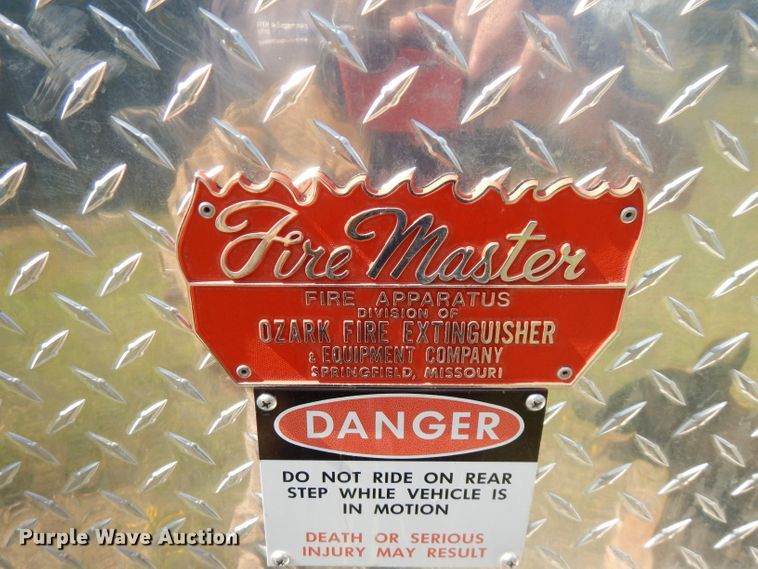 Fire Master
FIRE APPARATUS
DIVISION OF
OZARK FIRE EXTINGUISHER
& EQUIPMENT COMPANY
SPRINGFIELD, MISSOURI
DANGER
DO NOT RIDE ON REAR
STEP WHILE VEHICLE IS
IN MOTION
DEATH OR SERIOUS
INJURY MAY RESULT
Purple Wave Auction